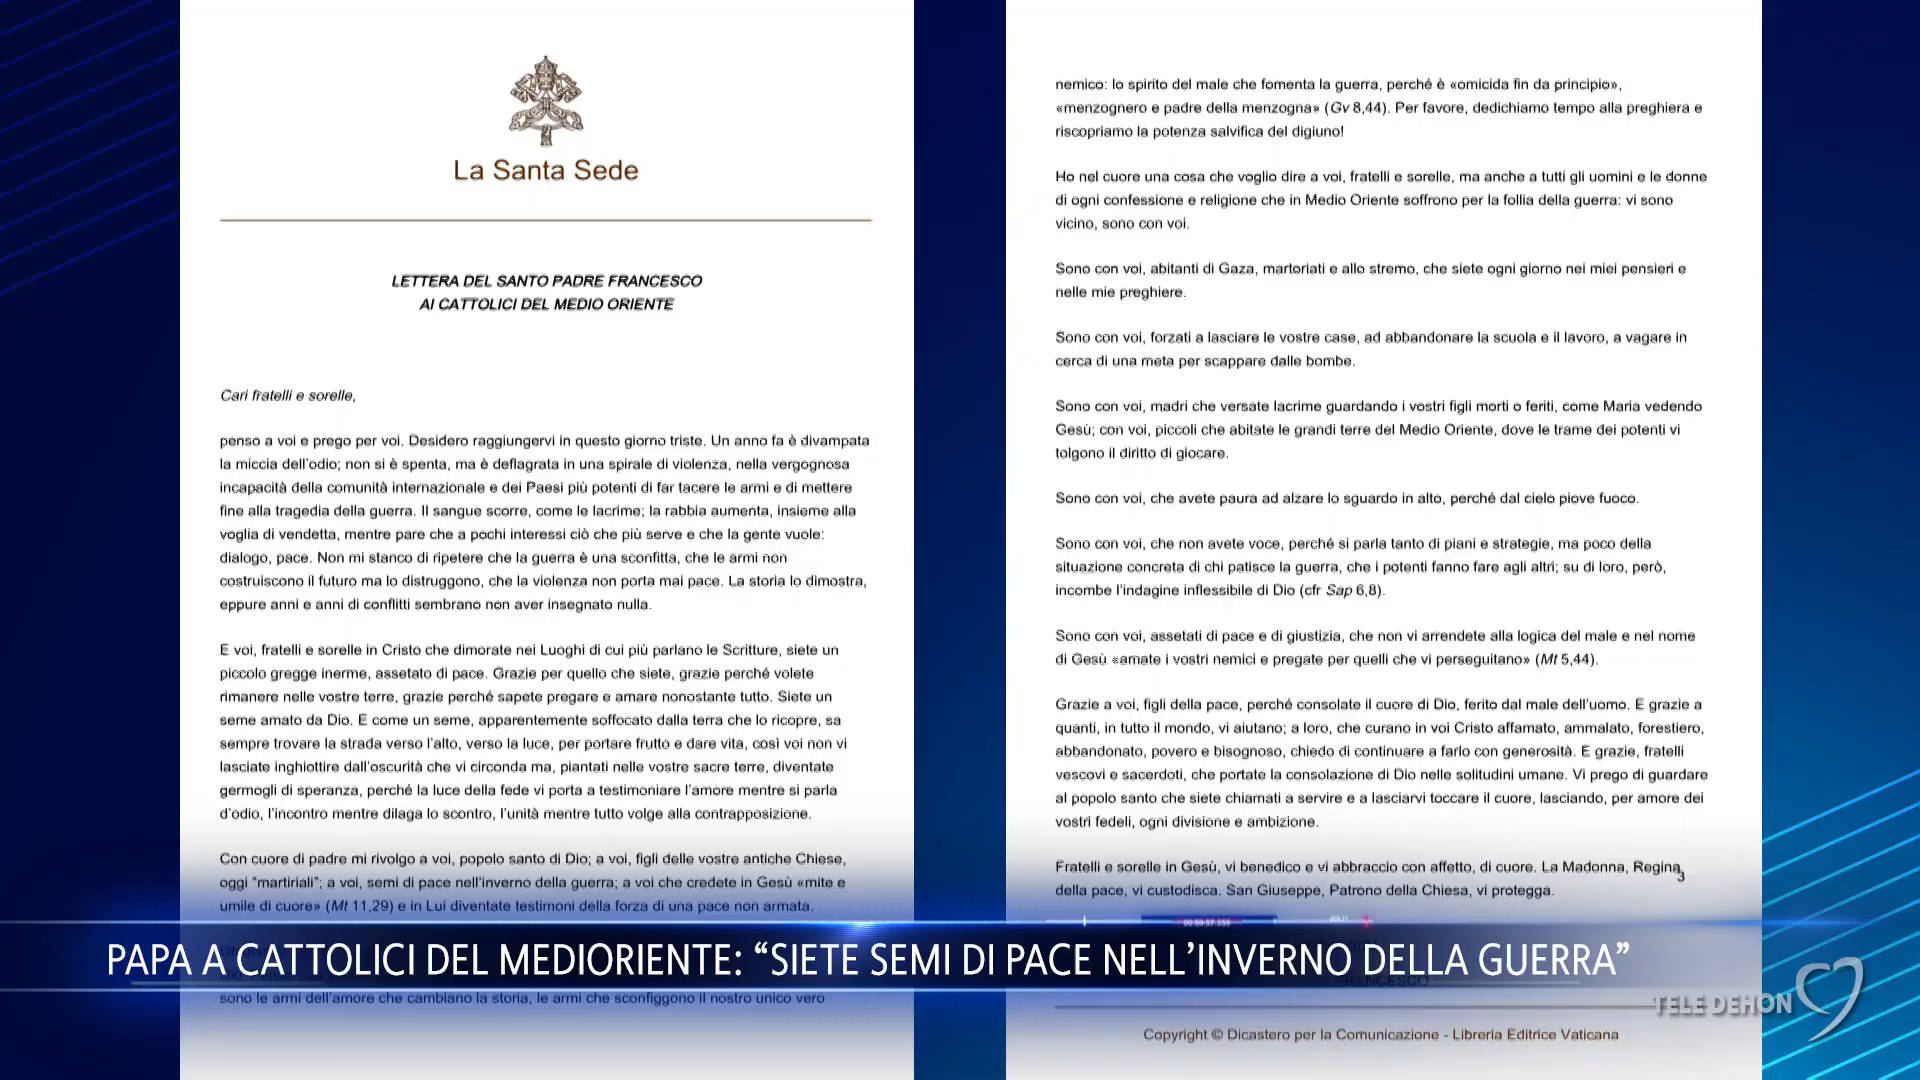 La Santa Sede
LETTERA DEL SANTO PADRE FRANCESCO
AI CATTOLICI DEL MEDIO ORIENTE
Cari fratelli e sorelle,
penso a voi e prego per voi. Desidero raggiungervi in questo giorno triste. Un anno fa è divampata
la miccia dell'odio; non si è spenta, ma è deflagrata in una spirale di violenza, nella vergognosa
incapacità della comunità internazionale e dei Paesi più potenti di far tacere le armi e di mettere
fine alla tragedia della guerra. Il sangue scorre, come le lacrime; la rabbia aumenta, insieme alla
voglia di vendetta, mentre pare che a pochi interessi ciò che più serve e che la gente vuole:
dialogo, pace. Non mi stanco di ripetere che la guerra è una sconfitta, che le armi non
costruiscono il futuro ma lo distruggono, che la violenza non porta mai pace. La storia lo dimostra,
eppure anni e anni di conflitti sembrano non aver insegnato nulla.
E voi, fratelli e sorelle in Cristo che dimorate nei Luoghi di cui più parlano le Scritture, siete un
piccolo gregge inerme, assetato di pace. Grazie per quello che siete, grazie perché volete
rimanere nelle vostre terre, grazie perché sapete pregare e amare nonostante tutto. Siete un
seme amato da Dio. E come un seme, apparentemente soffocato dalla terra che lo ricopre, sa
sempre trovare la strada verso l'alto, verso la luce, per portare frutto e dare vita, così voi non vi
lasciate inghiottire dall'oscurità che vi circonda ma, piantati nelle vostre sacre terre, diventate
germogli di speranza, perché la luce della fede vi porta a testimoniare l'amore mentre si parla
d'odio, l'incontro mentre dilaga lo scontro, l'unità mentre tutto volge alla contrapposizione.
Con cuore di padre mi rivolgo a voi, popolo santo di Dio; a voi, figli delle vostre antiche Chiese,
oggi "martiriali"; a voi, semi di pace nell'inverno della guerra; a voi che credete in Gesù «mite e
umile di cuore» (Mt 11,29) e in Lui diventate testimoni della forza di una pace non armata.
sono le armi dell'amore che cambiano la storia, le armi che sconfiggono il nostro unico vero
nemico: lo spirito del male che fomenta la guerra, perché è «omicida fin da principio»,
«menzognero e padre della menzogna» (Gv 8,44). Per favore, dedichiamo tempo alla preghiera e
riscopriamo la potenza salvifica del digiuno!
Ho nel cuore una cosa che voglio dire a voi, fratelli e sorelle, ma anche a tutti gli uomini e le donne
di ogni confessione e religione che in Medio Oriente soffrono per la follia della guerra: vi sono
vicino, sono con voi.
Sono con voi, abitanti di Gaza, martoriati e allo stremo, che siete ogni giorno nei miei pensieri e
nelle mie preghiere.
Sono con voi, forzati a lasciare le vostre case, ad abbandonare la scuola e il lavoro, a vagare in
cerca di una meta per scappare dalle bombe.
Sono con voi, madri che versate lacrime guardando i vostri figli morti o feriti, come Maria vedendo
Gesù; con voi, piccoli che abitate le grandi terre del Medio Oriente, dove le trame dei potenti vi
tolgono il diritto di giocare.
Sono con voi, che avete paura ad alzare lo sguardo in alto, perché dal cielo piove fuoco.
Sono con voi, che non avete voce, perché si parla tanto di piani e strategie, ma poco della
situazione concreta di chi patisce la guerra, che i potenti fanno fare agli altri; su di loro, però,
incombe l'indagine inflessibile di Dio (cfr Sap 6,8).
Sono con voi, assetati di pace e di giustizia, che non vi arrendete alla logica del male e nel nome
di Gesù «amate i vostri nemici e pregate per quelli che vi perseguitano» (Mt 5,44).
Grazie a voi, figli della pace, perché consolate il cuore di Dio, ferito dal male dell'uomo. E grazie a
quanti, in tutto il mondo, vi aiutano; a loro, che curano in voi Cristo affamato, ammalato, forestiero,
abbandonato, povero e bisognoso, chiedo di continuare a farlo con generosità. E grazie, fratelli
vescovi e sacerdoti, che portate la consolazione di Dio nelle solitudini umane. Vi prego di guardare
al popolo santo che siete chiamati a servire e a lasciarvi toccare il cuore, lasciando, per amore dei
vostri fedeli, ogni divisione e ambizione.
Fratelli e sorelle in Gesù, vi benedico e vi abbraccio con affetto, di cuore. La Madonna, Regina
della pace, vi custodisca. San Giuseppe, Patrono della Chiesa, vi protegga.
3
FRANCESCO
PAPA A CATTOLICI DEL MEDIORIENTE: “SIETE SEMI DI PACE NELL'INVERNO DELLA GUERRA”
TELE DEHON
Copyright © Dicastero per la Comunicazione - Libreria Editrice Vaticana